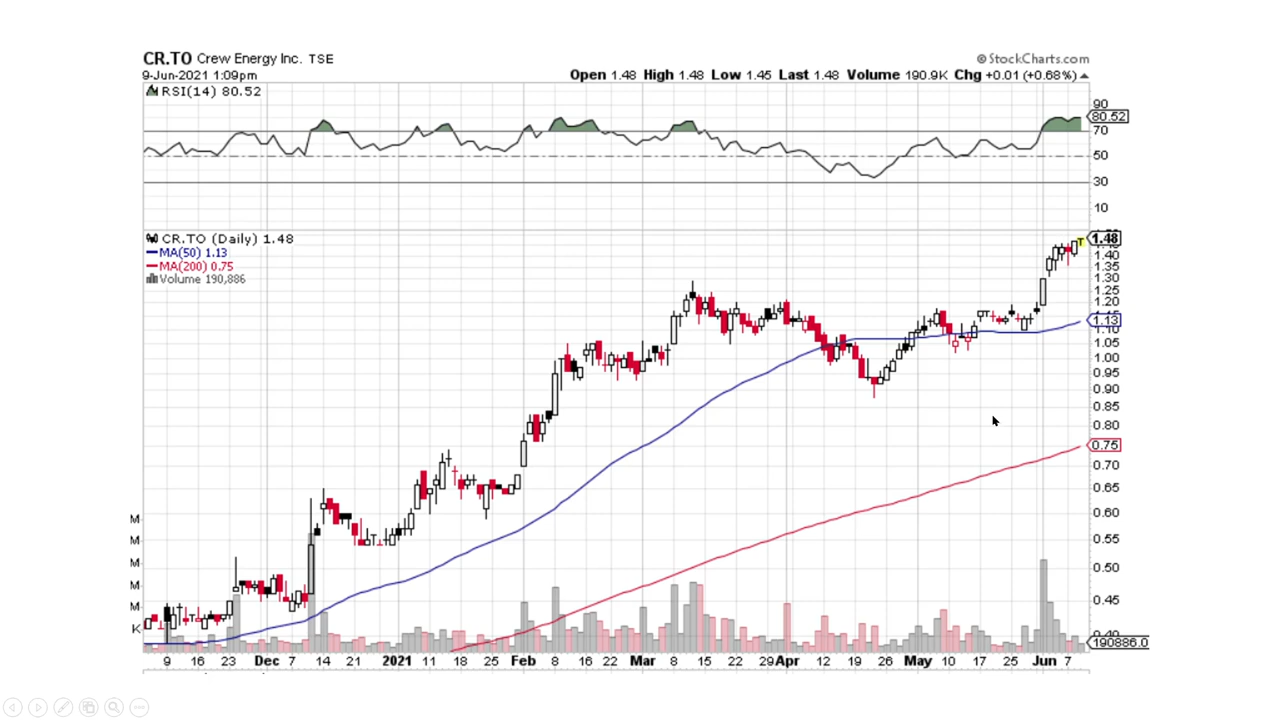 CR.TO Crew Energy Inc. TSE
© StockCharts.com
9-Jun-2021 1:09pm
Open 1.48 High 1.48 Low 1.45 Last 1.48 Volume 190.9K Chg +0.01 (+0.68%)
RSI(14) 80.52
90
80.52
70
50
30
10
CR.TO (Daily) 1.48
MA(50) 1.13
MA(200) 0.75
Volume 190,886
1.48
1.40
1.35
1.30
1.25
1.20
1.15
1.13
1.10
1.05
1.00
0.95
0.90
0.85
0.80
0.75
0.70
0.65
0.60
0.55
0.50
0.45
0.40
190886.0
M
M
M
M
M
K
9 16 23 Dec 7 14 21 2021 11 18 25 Feb 8 16 22 Mar 8 15 22 29 Apr 12 19 26 May 10 17 25 Jun 7